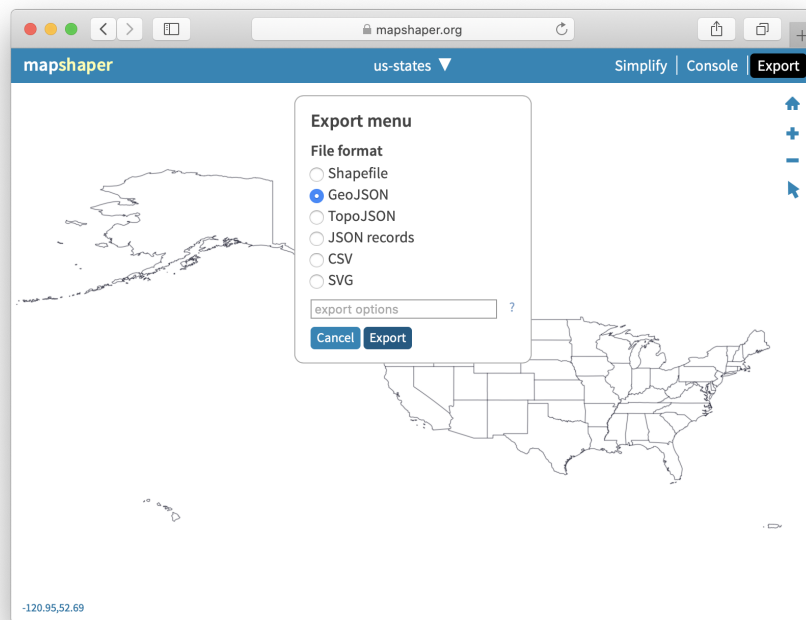 mapshaper.org
mapshaper
us-states
Simplify
Console
Export
Export menu
File format
Shapefile
GeoJSON
TopoJSON
JSON records
CSV
SVG
export options
?
Cancel
Export
-120.95,52.69